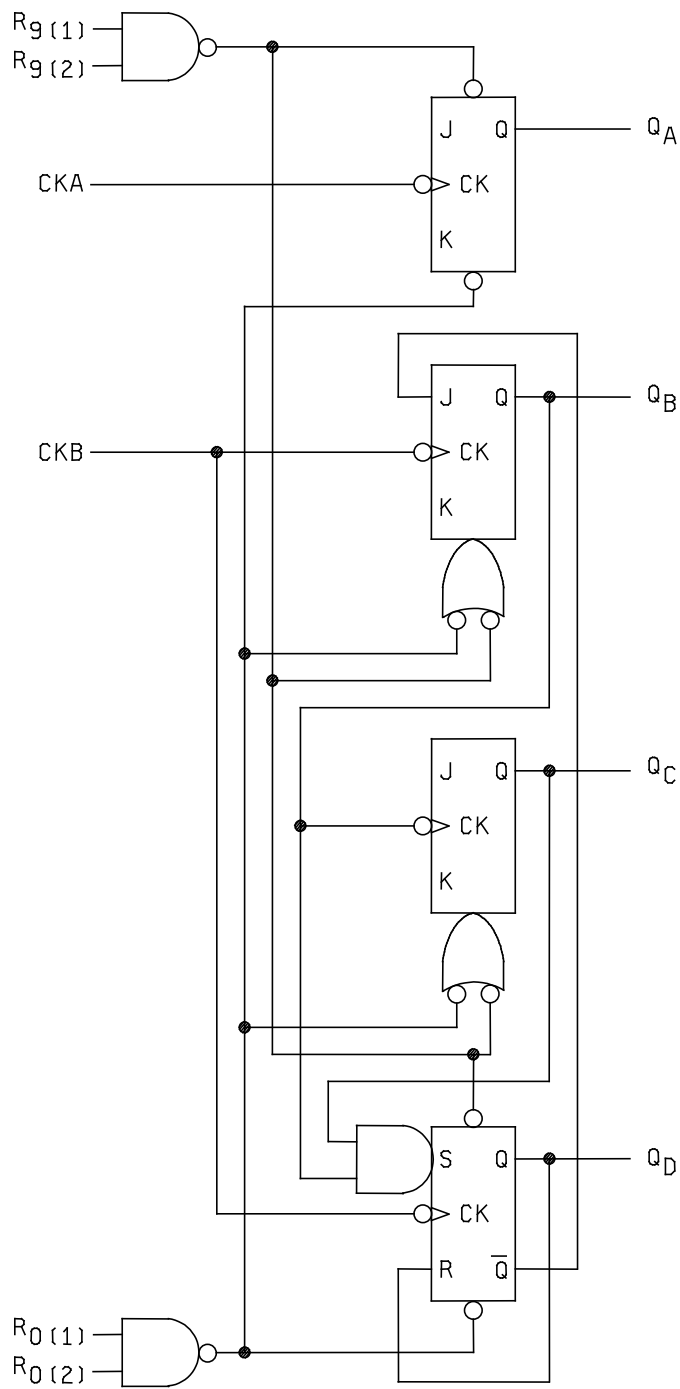 R9(1)
R9(2)
J Q
QA
CKA
CK
K
J Q
QB
CKB
CK
K
J Q
QC
CK
K
S Q
QD
CK
R Q̅
R0(1)
R0(2)